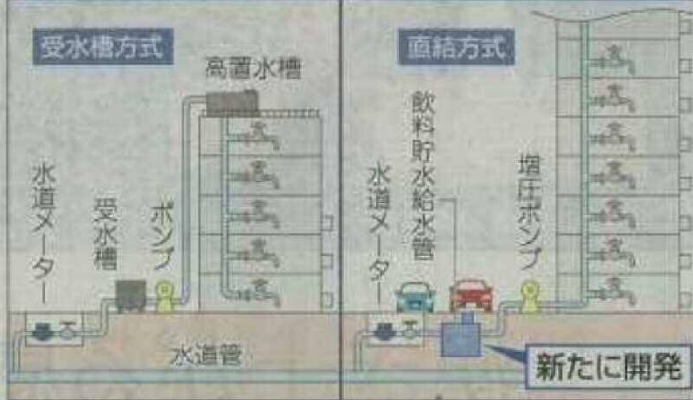 受水槽方式
高置水槽
水道メーター
受水槽
ポンプ
水道管
直結方式
飲料貯水給水管
水道メーター
増圧ポンプ
新たに開発